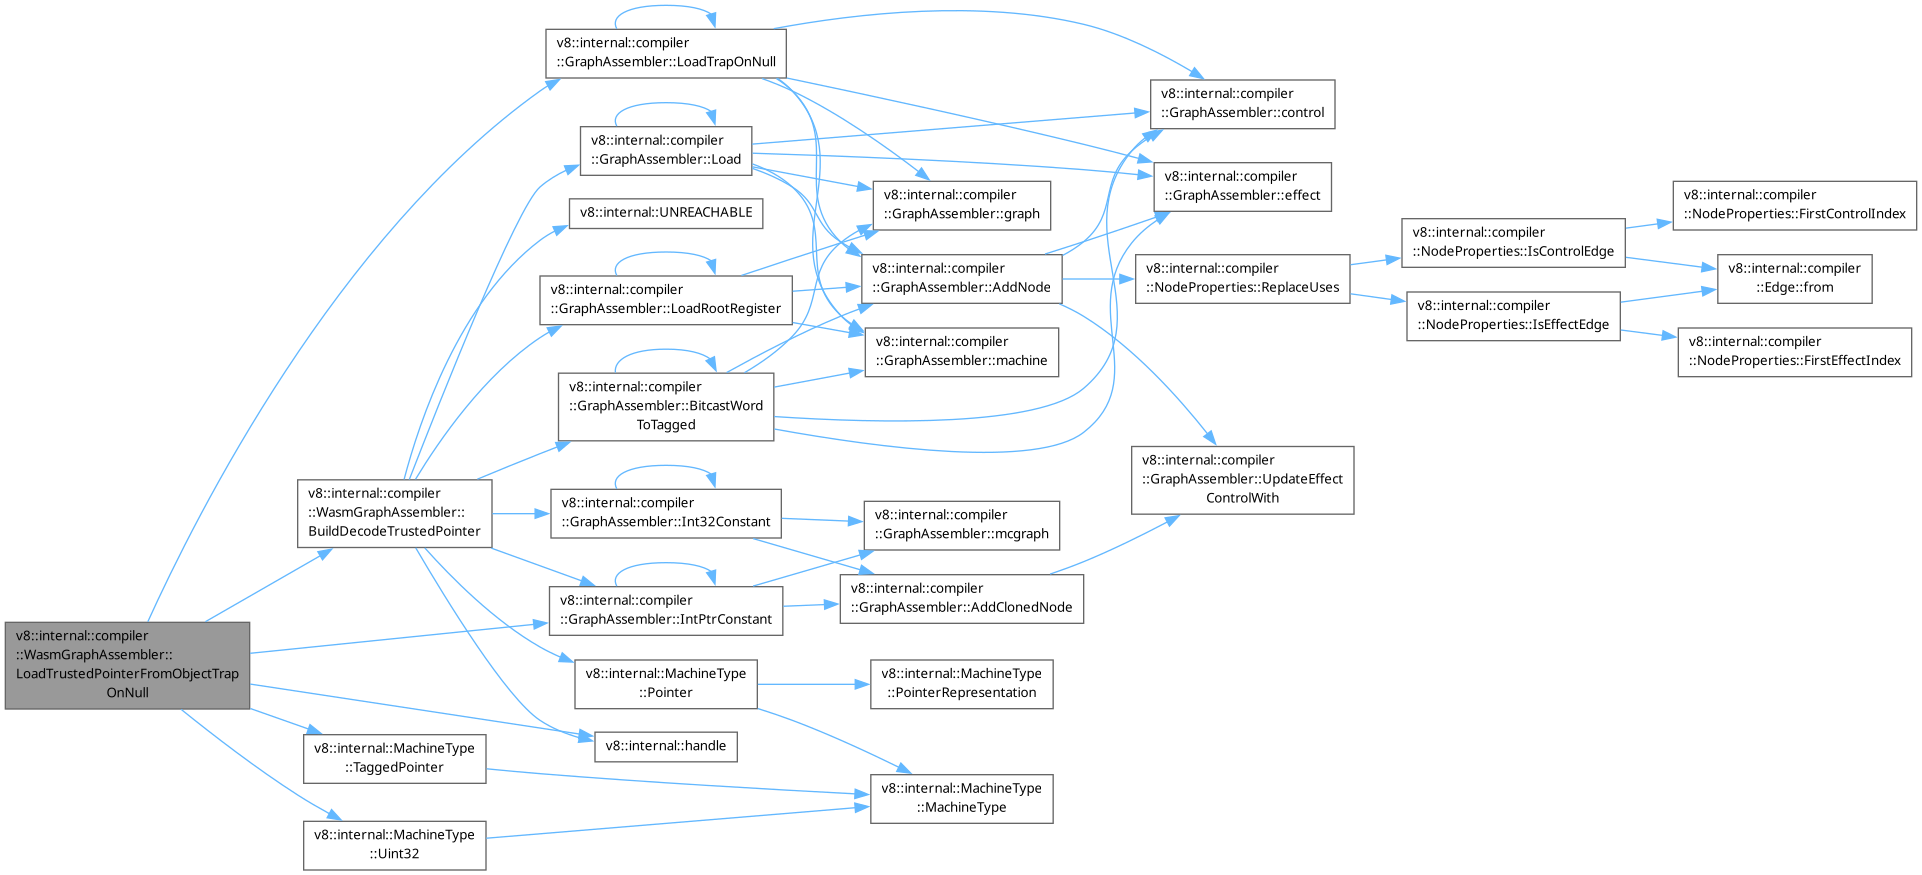 v8::internal::compiler
::WasmGraphAssembler::
LoadTrustedPointerFromObjectTrap
OnNull
v8::internal::compiler
::WasmGraphAssembler::
BuildDecodeTrustedPointer
v8::internal::MachineType
::TaggedPointer
v8::internal::MachineType
::Uint32
v8::internal::compiler
::GraphAssembler::LoadTrapOnNull
v8::internal::compiler
::GraphAssembler::Load
v8::internal::UNREACHABLE
v8::internal::compiler
::GraphAssembler::LoadRootRegister
v8::internal::compiler
::GraphAssembler::BitcastWord
ToTagged
v8::internal::compiler
::GraphAssembler::Int32Constant
v8::internal::compiler
::GraphAssembler::IntPtrConstant
v8::internal::MachineType
::Pointer
v8::internal::handle
v8::internal::compiler
::GraphAssembler::graph
v8::internal::compiler
::GraphAssembler::AddNode
v8::internal::compiler
::GraphAssembler::machine
v8::internal::compiler
::GraphAssembler::mcgraph
v8::internal::compiler
::GraphAssembler::AddClonedNode
v8::internal::MachineType
::PointerRepresentation
v8::internal::MachineType
::MachineType
v8::internal::compiler
::GraphAssembler::control
v8::internal::compiler
::GraphAssembler::effect
v8::internal::compiler
::NodeProperties::ReplaceUses
v8::internal::compiler
::GraphAssembler::UpdateEffect
ControlWith
v8::internal::compiler
::NodeProperties::IsControlEdge
v8::internal::compiler
::NodeProperties::IsEffectEdge
v8::internal::compiler
::NodeProperties::FirstControlIndex
v8::internal::compiler
::Edge::from
v8::internal::compiler
::NodeProperties::FirstEffectIndex